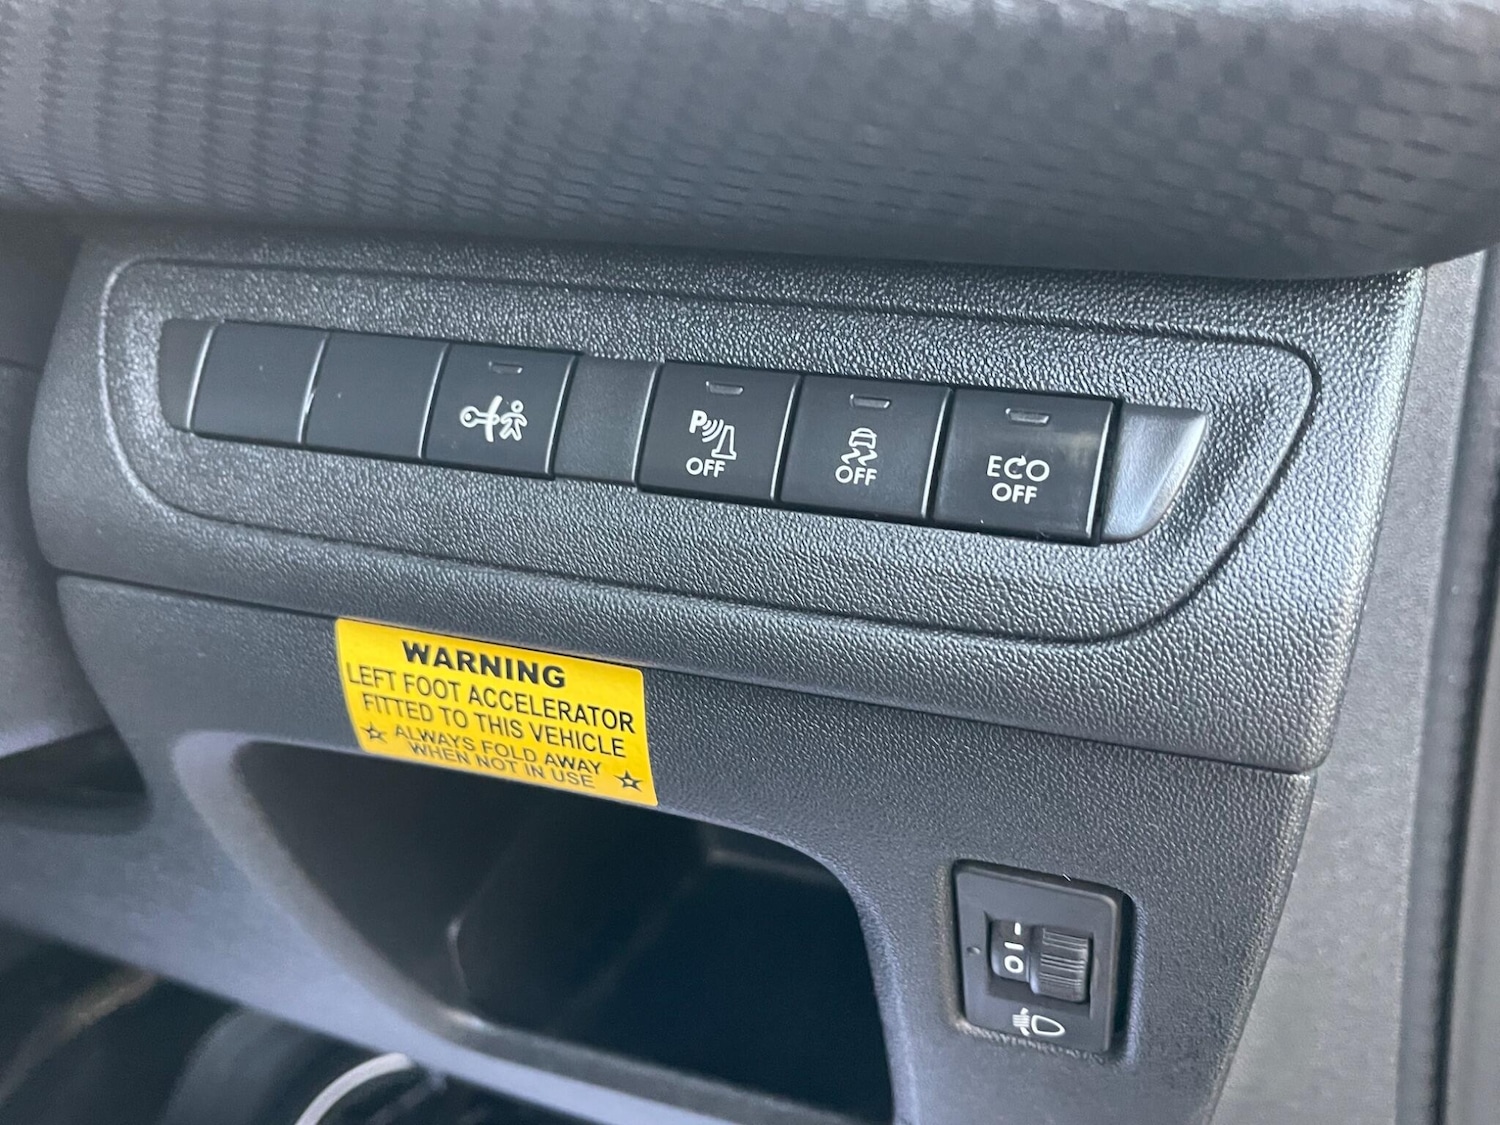 P
OFF
OFF
ECO
OFF
WARNING
LEFT FOOT ACCELERATOR
FITTED TO THIS VEHICLE
ALWAYS FOLD AWAY
WHEN NOT IN USE
0